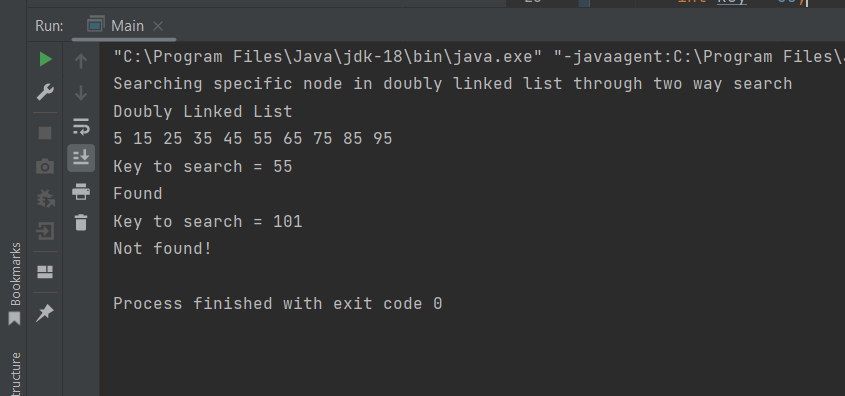 Run: Main
"C:\Program Files\Java\jdk-18\bin\java.exe" "-javaagent:C:\Program Files\
Searching specific node in doubly linked list through two way search
Doubly Linked List
5 15 25 35 45 55 65 75 85 95
Key to search = 55
Found
Key to search = 101
Not found!
Process finished with exit code 0
Bookmarks
tructure